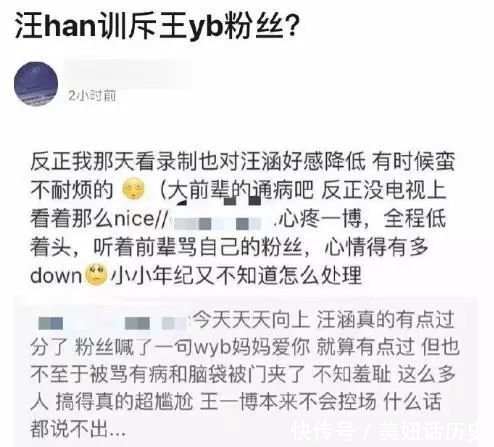 汪han训斥王yb粉丝?
2小时前
反正我那天看录制也对汪涵好感降低 有时候蛮
不耐烦的（大前辈的通病吧 反正没电视上
看着那么nice//
.心疼一博，全程低
着头，听着前辈骂自己的粉丝，心情得有多
down 小小年纪又不知道怎么处理
:今天天天向上 汪涵真的有点过
分了 粉丝喊了一句wyb妈妈爱你 就算有点过 但也
不至于被骂有病和脑袋被门夹了 不知羞耻 这么多
人 搞得真的超尴尬 王一博本来不会控场 什么话
都说不出...
快传号 / 美妞话历史